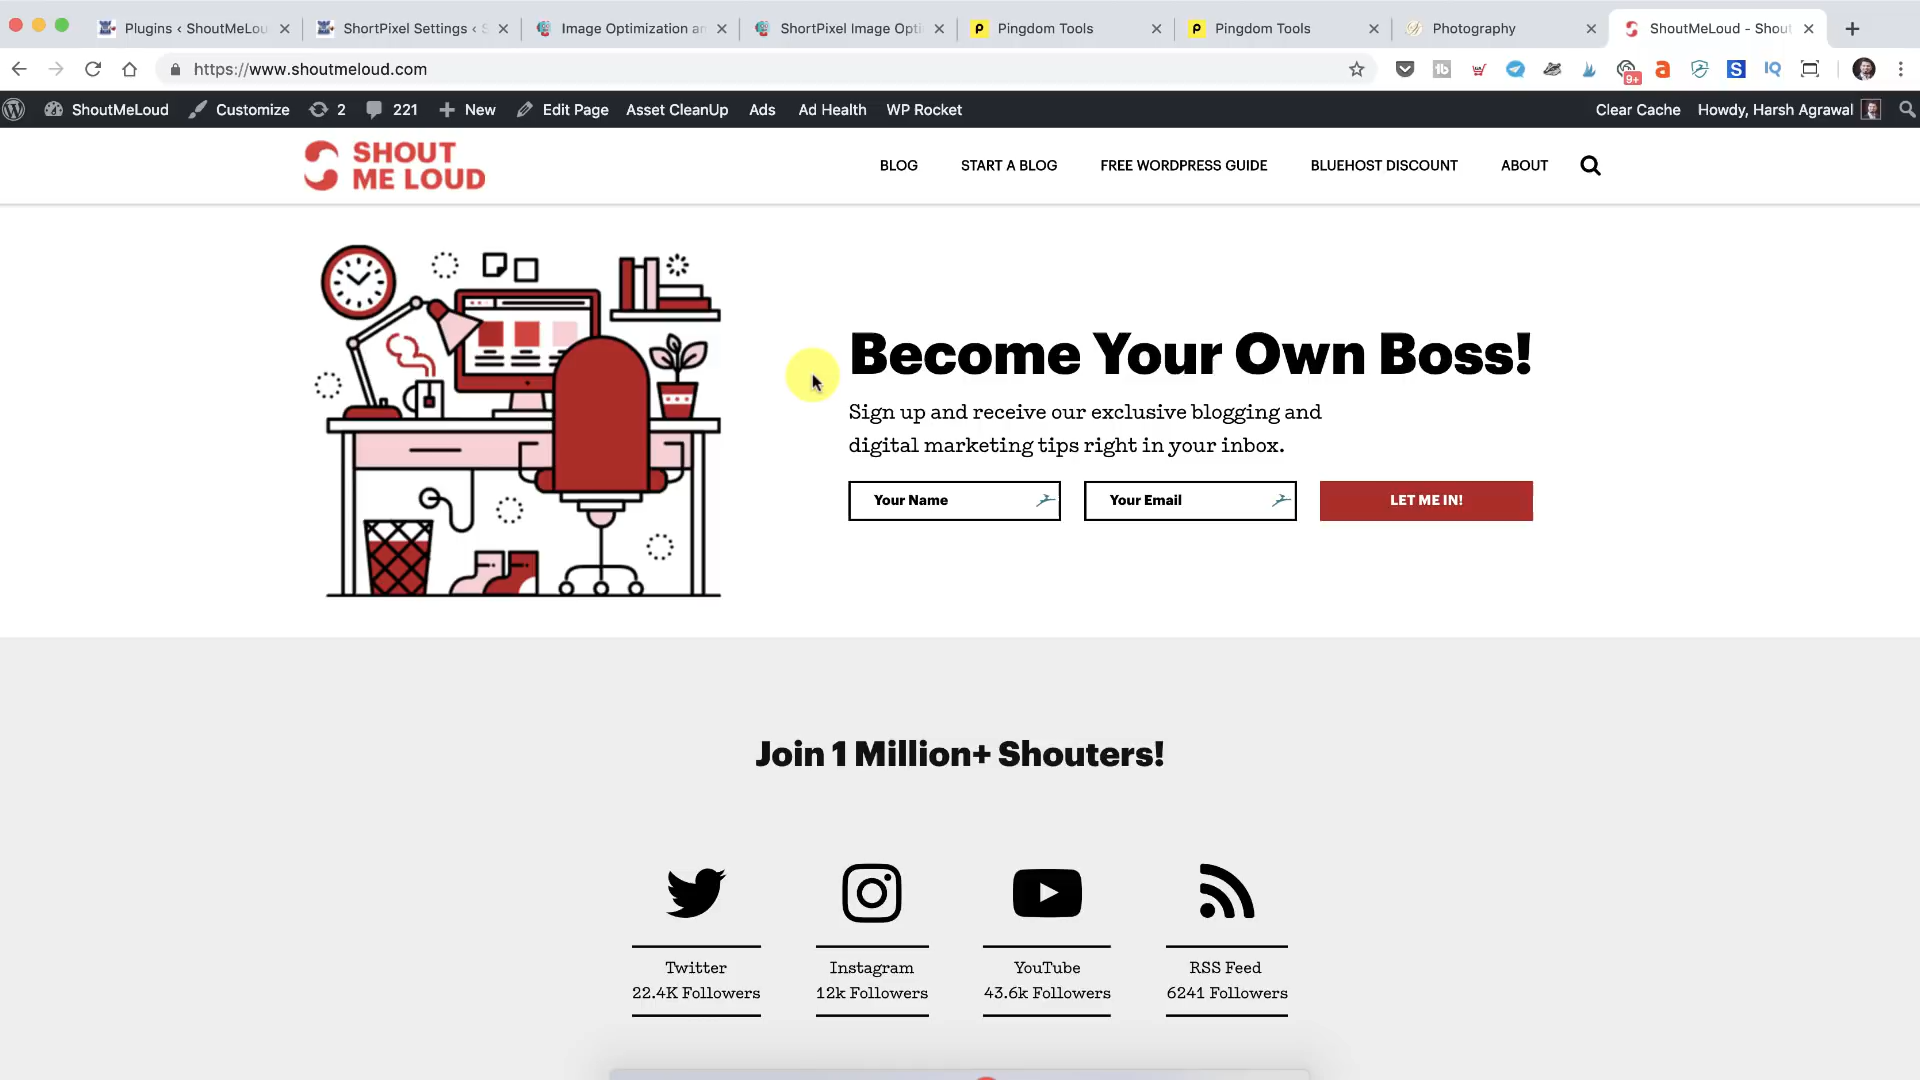 Plugins ‹ ShoutMeLou
ShortPixel Settings ‹ S
Image Optimization an
ShortPixel Image Opti
Pingdom Tools
Pingdom Tools
Photography
ShoutMeLoud - Shout
https://www.shoutmeloud.com
tb
9+
a
S
IQ
ShoutMeLoud
Customize
2
221
New
Edit Page
Asset CleanUp
Ads
Ad Health
WP Rocket
Clear Cache
Howdy, Harsh Agrawal
SHOUT
ME LOUD
BLOG
START A BLOG
FREE WORDPRESS GUIDE
BLUEHOST DISCOUNT
ABOUT
Become Your Own Boss!
Sign up and receive our exclusive blogging and
digital marketing tips right in your inbox.
Your Name
Your Email
LET ME IN!
Join 1 Million+ Shouters!
Twitter
22.4K Followers
Instagram
12k Followers
YouTube
43.6k Followers
RSS Feed
6241 Followers